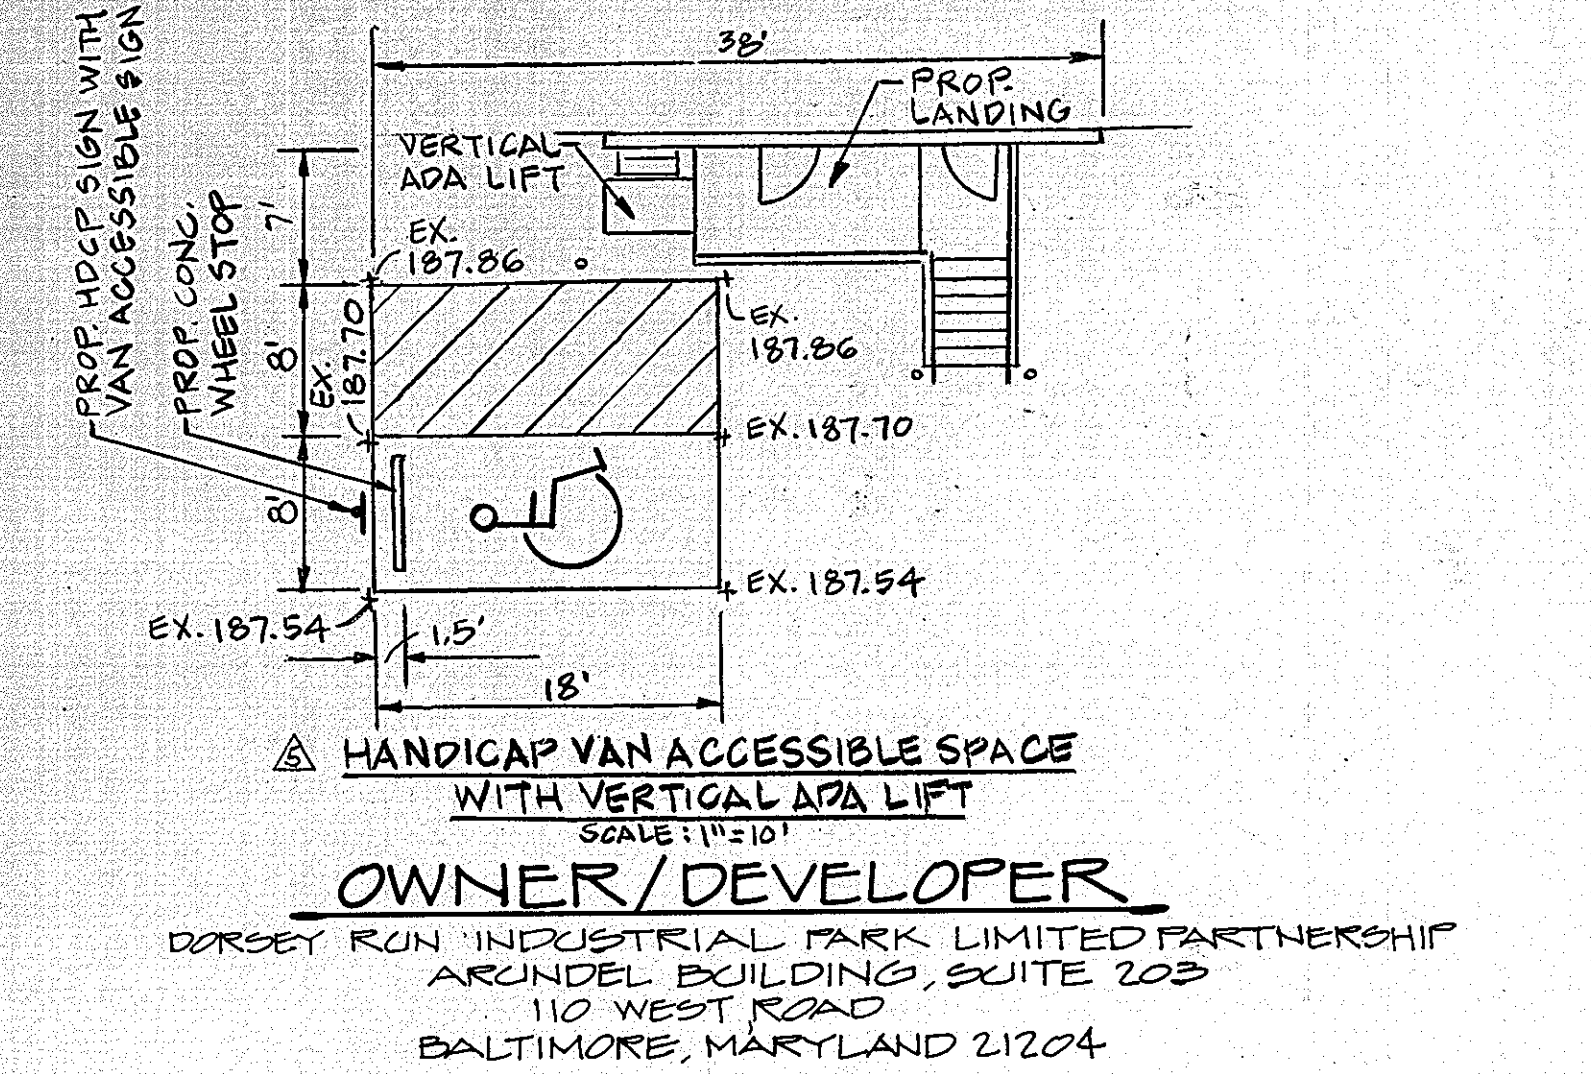 38'
PROP.
LANDING
VERTICAL
ADA LIFT
PROP. HDCP SIGN WITH
VAN ACCESSIBLE SIGN
PROP. CONC.
WHEEL STOP
7'
8'
8'
EX.
187.86
EX.
187.70
EX.
187.86
EX. 187.70
EX. 187.54
EX. 187.54
1.5'
18'
5 HANDICAP VAN ACCESSIBLE SPACE
WITH VERTICAL ADA LIFT
SCALE: 1"=10'
OWNER/DEVELOPER
DORSEY RUN INDUSTRIAL PARK LIMITED PARTNERSHIP
ARUNDEL BUILDING, SUITE 203
110 WEST ROAD
BALTIMORE, MARYLAND 21204